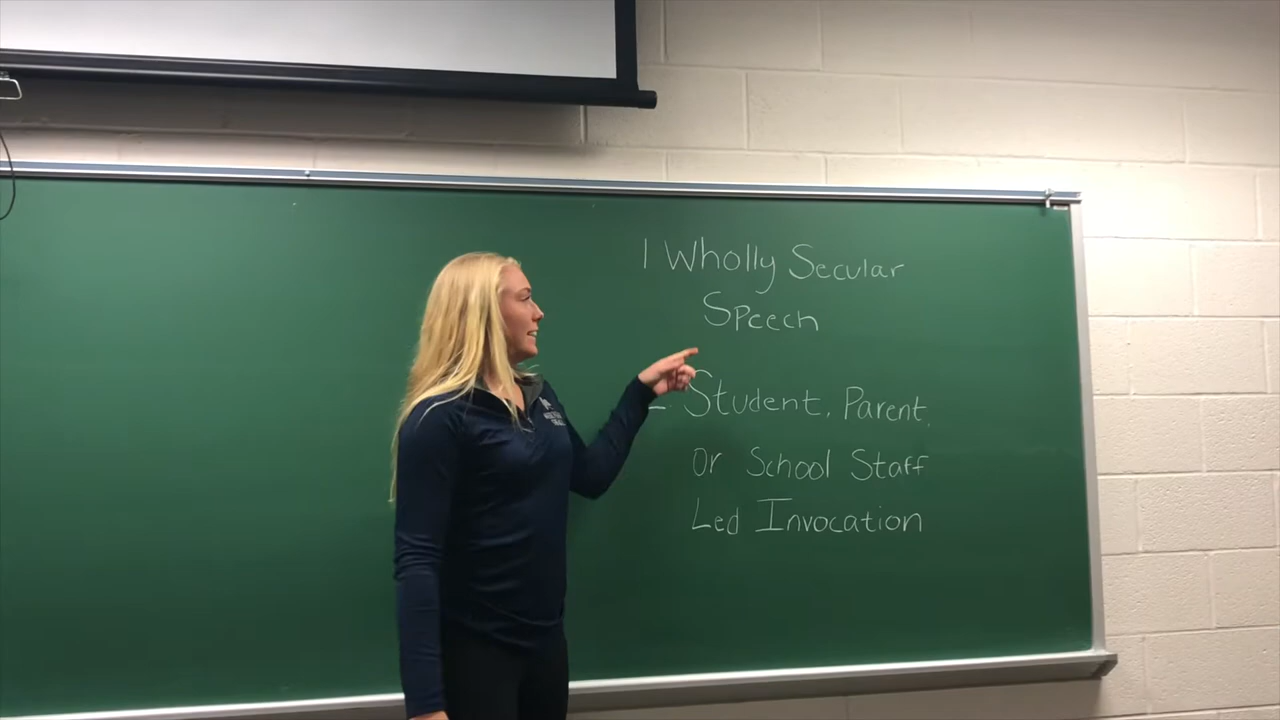 1 Wholly Secular
Speech
- Student, Parent,
or School Staff
Led Invocation